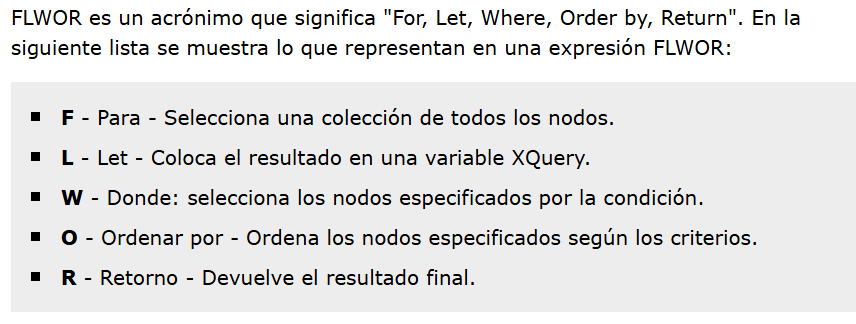 FLWOR es un acrónimo que significa "For, Let, Where, Order by, Return". En la
siguiente lista se muestra lo que representan en una expresión FLWOR:
F - Para - Selecciona una colección de todos los nodos.
L - Let - Coloca el resultado en una variable XQuery.
W - Donde: selecciona los nodos especificados por la condición.
O - Ordenar por - Ordena los nodos especificados según los criterios.
R - Retorno - Devuelve el resultado final.